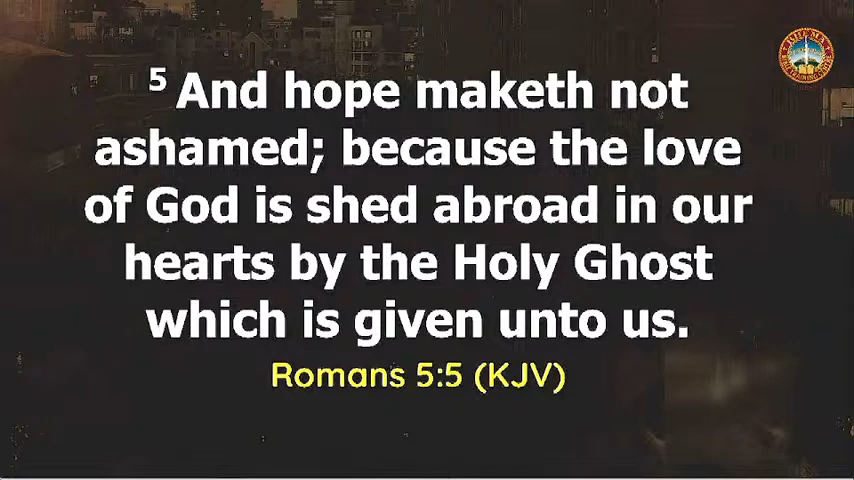 5 And hope maketh not
ashamed; because the love
of God is shed abroad in our
hearts by the Holy Ghost
which is given unto us.
Romans 5:5 (KJV)